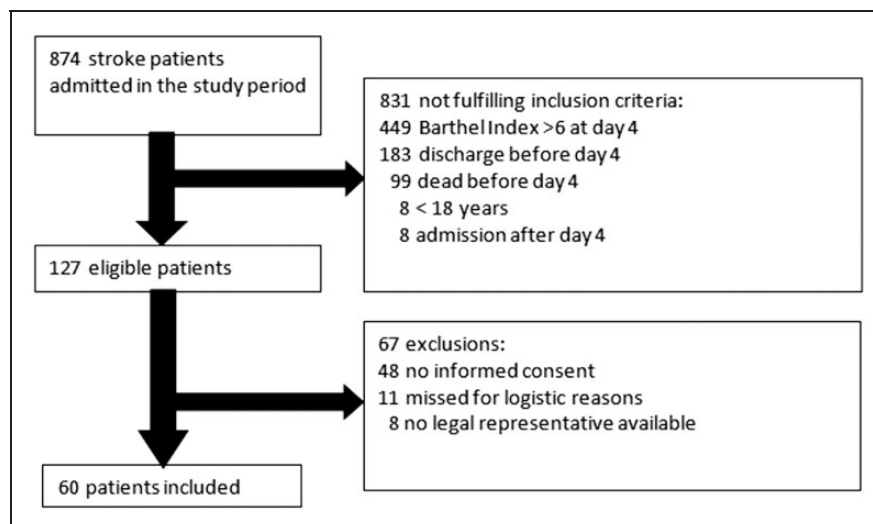 874 stroke patients
admitted in the study period
831 not fulfilling inclusion criteria:
449 Barthel Index >6 at day 4
183 discharge before day 4
99 dead before day 4
8 < 18 years
8 admission after day 4
127 eligible patients
67 exclusions:
48 no informed consent
11 missed for logistic reasons
8 no legal representative available
60 patients included